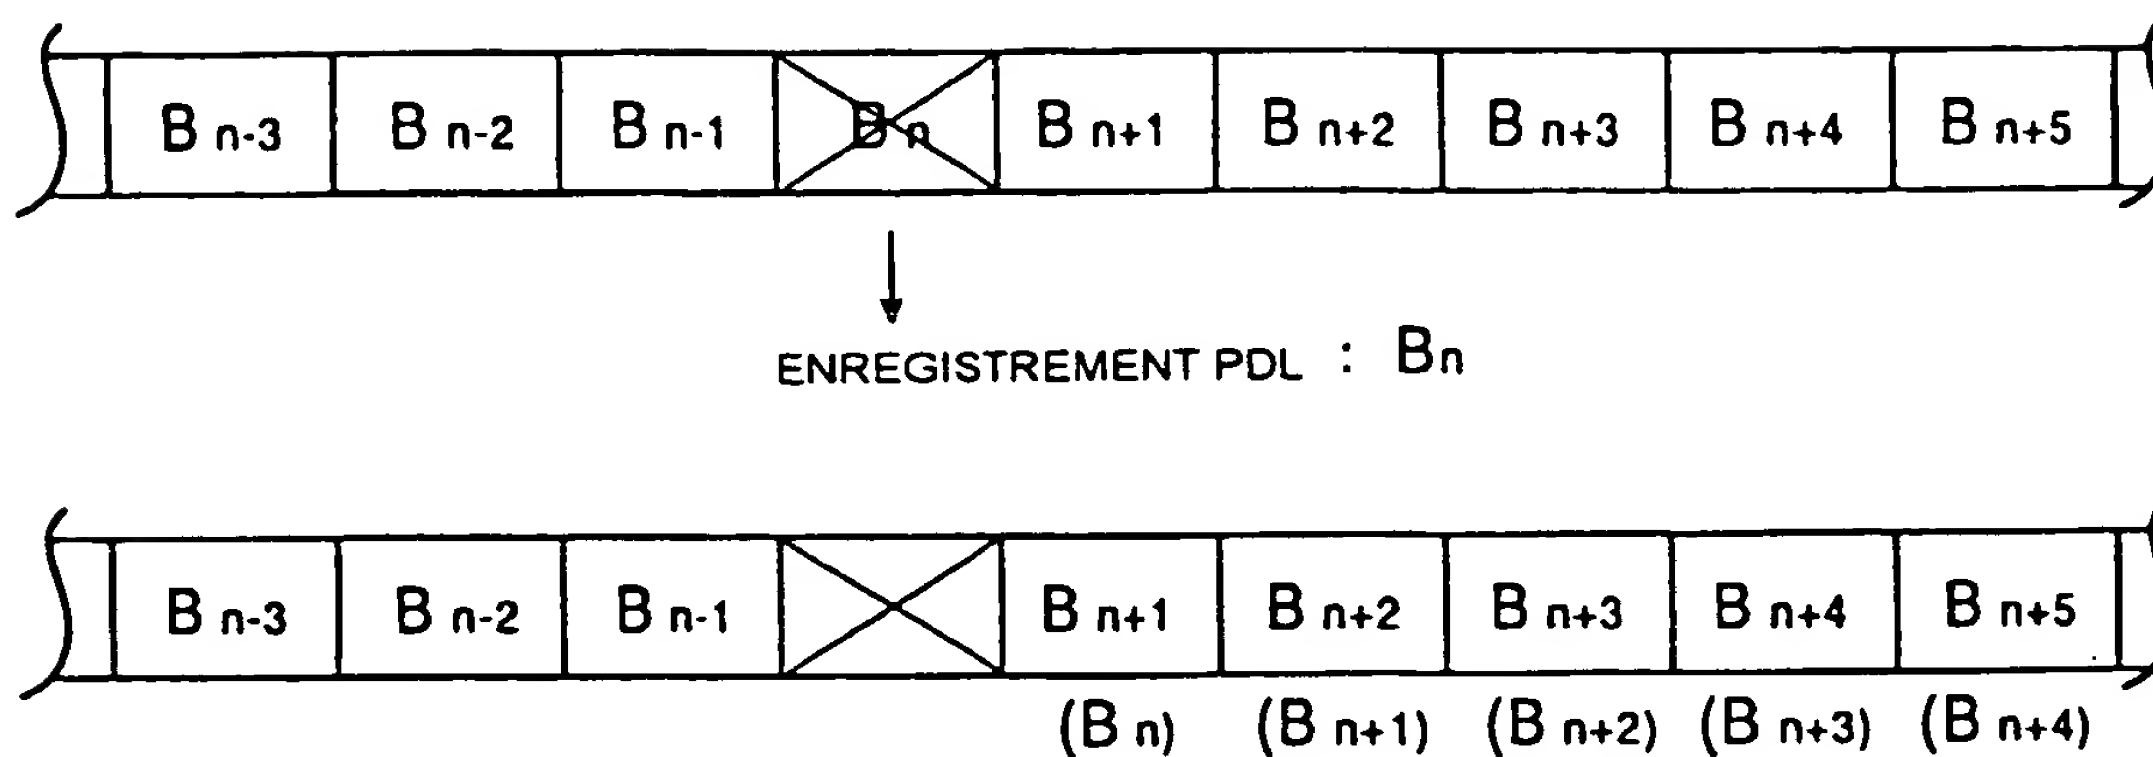 B n-3 B n-2 B n-1 B n B n+1 B n+2 B n+3 B n+4 B n+5
ENREGISTREMENT PDL : Bn
B n-3 B n-2 B n-1 B n+1 B n+2 B n+3 B n+4 B n+5
(B n) (B n+1) (B n+2) (B n+3) (B n+4)